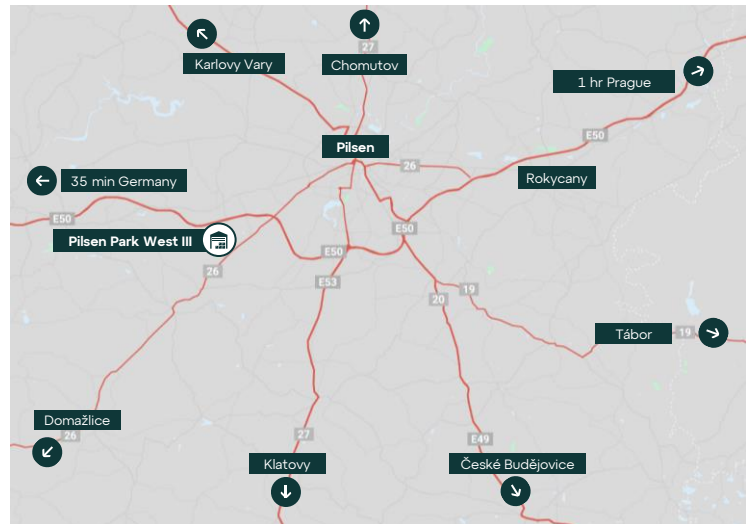 27
Karlovy Vary
Chomutov
1 hr Prague
E50
Pilsen
26
Rokycany
35 min Germany
E50
E50
Pilsen Park West III
E50
26
E53
19
20
Tábor
19
Domažlice
26
27
E49
Klatovy
České Budějovice